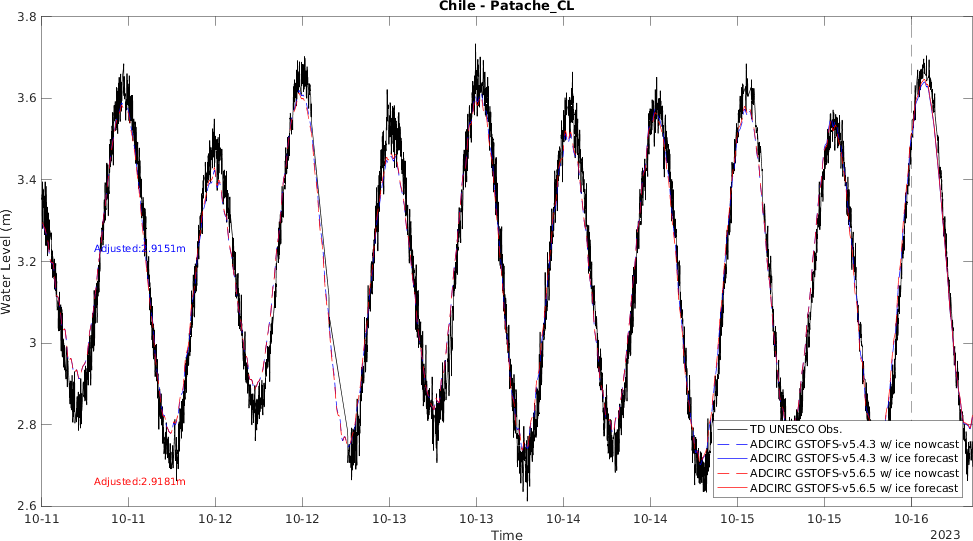 Chile - Patache_CL
3.8
3.6
3.4
3.2
3
2.8
2.6
Water Level (m)
Adjusted:2.9151m
Adjusted:2.9181m
TD UNESCO Obs.
ADCIRC GSTOFS-v5.4.3 w/ ice nowcast
ADCIRC GSTOFS-v5.4.3 w/ ice forecast
ADCIRC GSTOFS-v5.6.5 w/ ice nowcast
ADCIRC GSTOFS-v5.6.5 w/ ice forecast
10-11 10-11 10-12 10-12 10-13 10-13 10-14 10-14 10-15 10-15 10-16
Time
2023